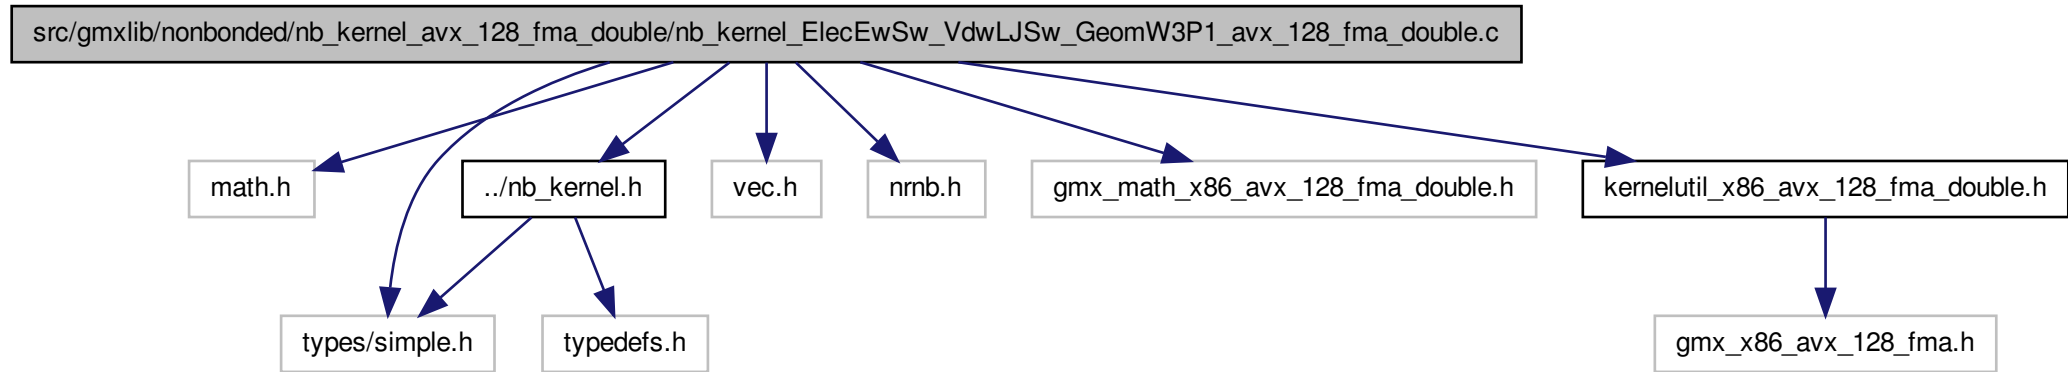 src/gmxlib/nonbonded/nb_kernel_avx_128_fma_double/nb_kernel_ElecEwSw_VdwLJSw_GeomW3P1_avx_128_fma_double.c
math.h
../nb_kernel.h
vec.h
nrnb.h
gmx_math_x86_avx_128_fma_double.h
kernelutil_x86_avx_128_fma_double.h
types/simple.h
typedefs.h
gmx_x86_avx_128_fma.h